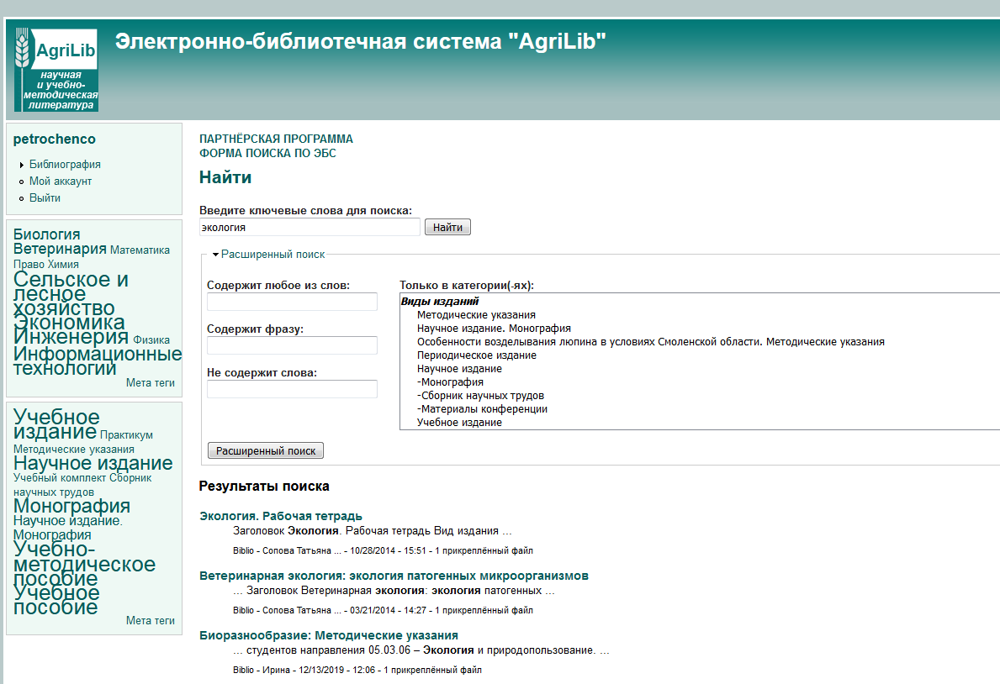 AgriLib
научная
и учебно-
методическая
литература
Электронно-библиотечная система "AgriLib"
petrochenco
Библиография
Мой аккаунт
Выйти
Биология
Ветеринария Математика
Право Химия
Сельское и
лесное
хозяйство
Экономика
Инженерия Физика
Информационные
технологии
Мета теги
Учебное
издание Практикум
Методические указания
Научное издание
Учебный комплект Сборник
научных трудов
Монография
Научное издание.
Монография
Учебно-
методическое
пособие
Учебное
пособие
Мета теги
ПАРТНЁРСКАЯ ПРОГРАММА
ФОРМА ПОИСКА ПО ЭБС
Найти
Введите ключевые слова для поиска:
экология Найти
Расширенный поиск
Содержит любое из слов:
Содержит фразу:
Не содержит слова:
Только в категории(-ях):
Виды изданий
Методические указания
Научное издание. Монография
Особенности возделывания люпина в условиях Смоленской области. Методические указания
Периодическое издание
Научное издание
-Монография
-Сборник научных трудов
-Материалы конференции
Учебное издание
Расширенный поиск
Результаты поиска
Экология. Рабочая тетрадь
Заголовок Экология. Рабочая тетрадь Вид издания ...
Biblio - Сопова Татьяна ... - 10/28/2014 - 15:51 - 1 прикреплённый файл
Ветеринарная экология: экология патогенных микроорганизмов
... Заголовок Ветеринарная экология: экология патогенных ...
Biblio - Сопова Татьяна ... - 03/21/2014 - 14:27 - 1 прикреплённый файл
Биоразнообразие: Методические указания
... студентов направления 05.03.06 – Экология и природопользование. ...
Biblio - Ирина - 12/13/2019 - 12:06 - 1 прикреплённый файл